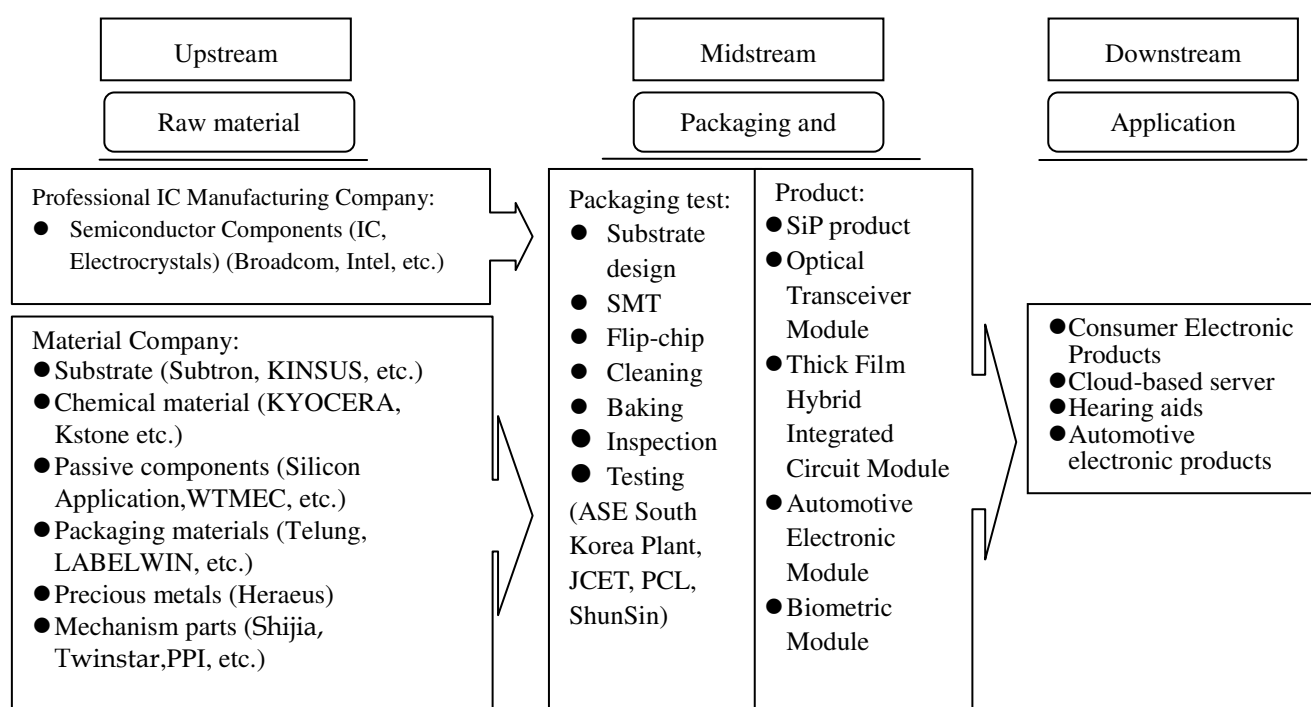 Upstream
Raw material
Professional IC Manufacturing Company:
● Semiconductor Components (IC,
Electrocrystals) (Broadcom, Intel, etc.)
Material Company:
● Substrate (Subtron, KINSUS, etc.)
● Chemical material (KYOCERA,
Kstone etc.)
● Passive components (Silicon
Application,WTMEC, etc.)
● Packaging materials (Telung,
LABELWIN, etc.)
● Precious metals (Heraeus)
● Mechanism parts (Shijia,
Twinstar,PPI, etc.)
Midstream
Packaging and
Packaging test:
● Substrate
design
● SMT
● Flip-chip
● Cleaning
● Baking
● Inspection
● Testing
(ASE South
Korea Plant,
JCET, PCL,
ShunSin)
Product:
● SiP product
● Optical
Transceiver
Module
● Thick Film
Hybrid
Integrated
Circuit Module
● Automotive
Electronic
Module
● Biometric
Module
Downstream
Application
● Consumer Electronic
Products
● Cloud-based server
● Hearing aids
● Automotive
electronic products